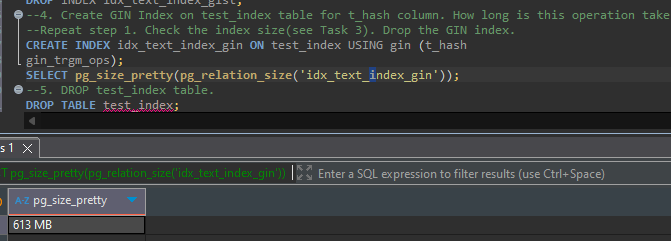 DROP INDEX idx_text_index_gist;
--4. Create GIN Index on test_index table for t_hash column. How long is this operation take
--Repeat step 1. Check the index size(see Task 3). Drop the GIN index.
CREATE INDEX idx_text_index_gin ON test_index USING gin (t_hash
gin_trgm_ops);
SELECT pg_size_pretty(pg_relation_size('idx_text_index_gin'));
--5. DROP test_index table.
DROP TABLE test_index;
s 1
T pg_size_pretty(pg_relation_size('idx_text_index_gin'))
Enter a SQL expression to filter results (use Ctrl+Space)
A-Z pg_size_pretty
613 MB